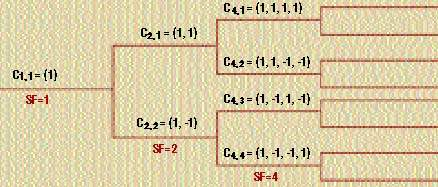 C4,1 = (1, 1, 1, 1)
C2,1 = (1, 1)
C4,2 = (1, 1, -1, -1)
C1,1 = (1)
SF=1
C4,3 = (1, -1, 1, -1)
C2,2 = (1, -1)
SF=2
C4,4 = (1, -1, -1, 1)
SF=4